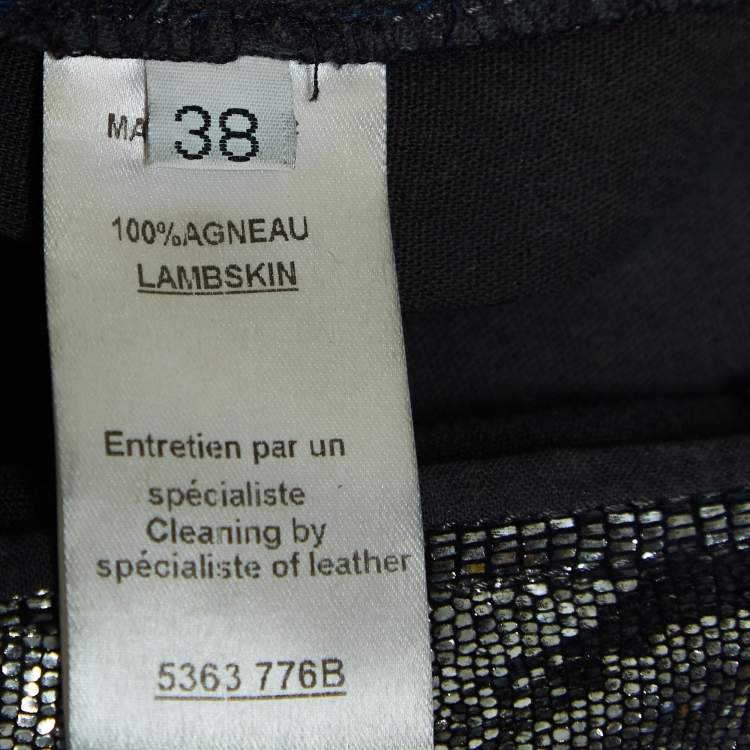 38
100%AGNEAU
LAMBSKIN
Entretien par un
spécialiste
Cleaning by
spécialiste of leather
5363 776B